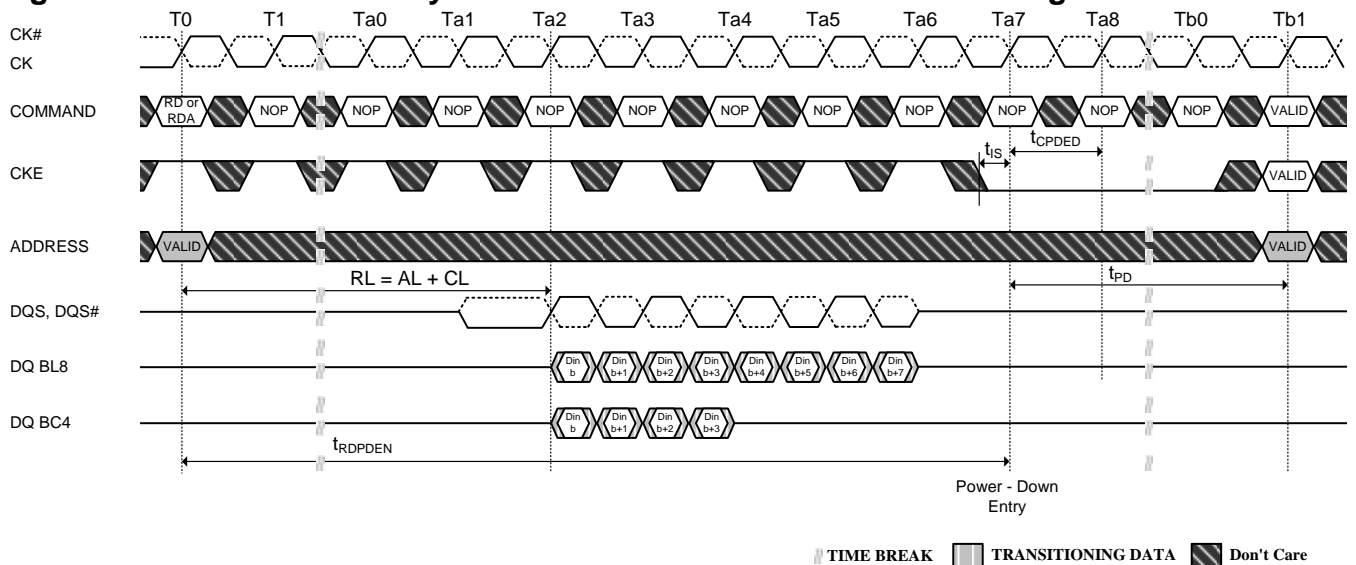 T0 T1 Ta0 Ta1 Ta2 Ta3 Ta4 Ta5 Ta6 Ta7 Ta8 Tb0 Tb1
CK#
CK
COMMAND RD or RDA NOP NOP NOP NOP NOP NOP NOP NOP NOP NOP NOP VALID
tIS tCPDED
CKE VALID
ADDRESS VALID VALID
RL = AL + CL tPD
DQS, DQS#
DQ BL8 Din b Din b+1 Din b+2 Din b+3 Din b+4 Din b+5 Din b+6 Din b+7
DQ BC4 Din b Din b+1 Din b+2 Din b+3
tRDPDEN
Power - Down
Entry
TIME BREAK TRANSITIONING DATA Don't Care